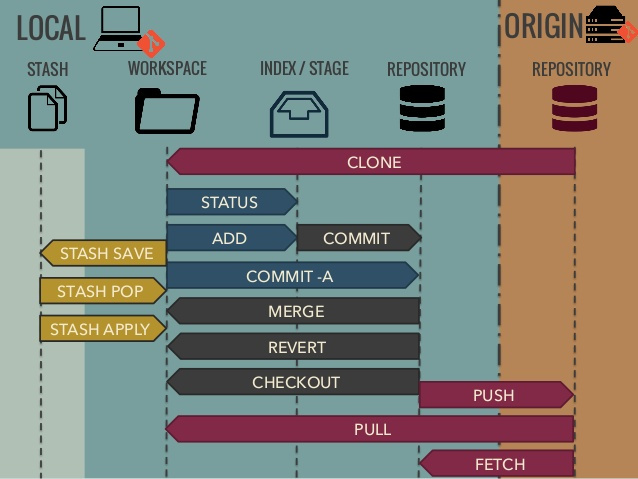 LOCAL
ORIGIN
STASH
WORKSPACE
INDEX / STAGE
REPOSITORY
REPOSITORY
CLONE
STATUS
ADD
COMMIT
STASH SAVE
COMMIT -A
STASH POP
MERGE
STASH APPLY
REVERT
CHECKOUT
PUSH
PULL
FETCH